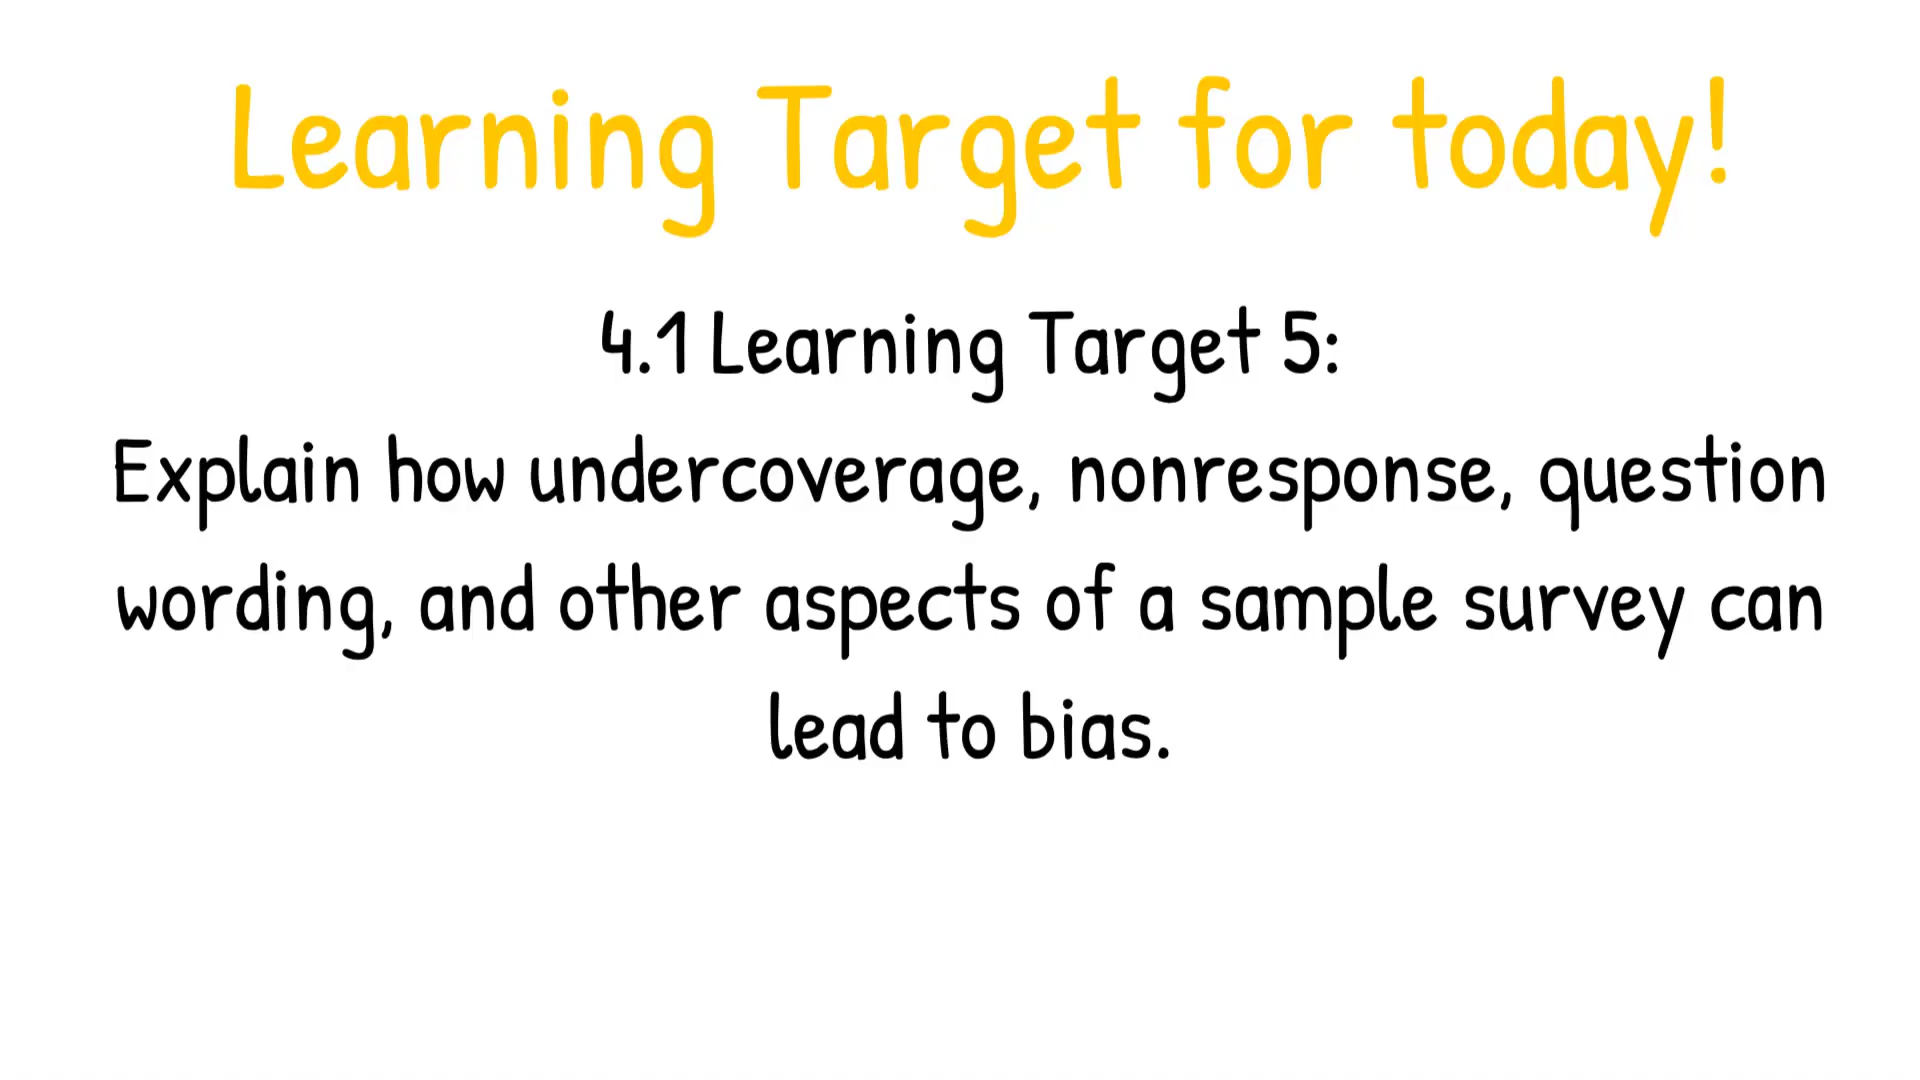 Learning Target for today!
4.1 Learning Target 5:
Explain how undercoverage, nonresponse, question
wording, and other aspects of a sample survey can
lead to bias.